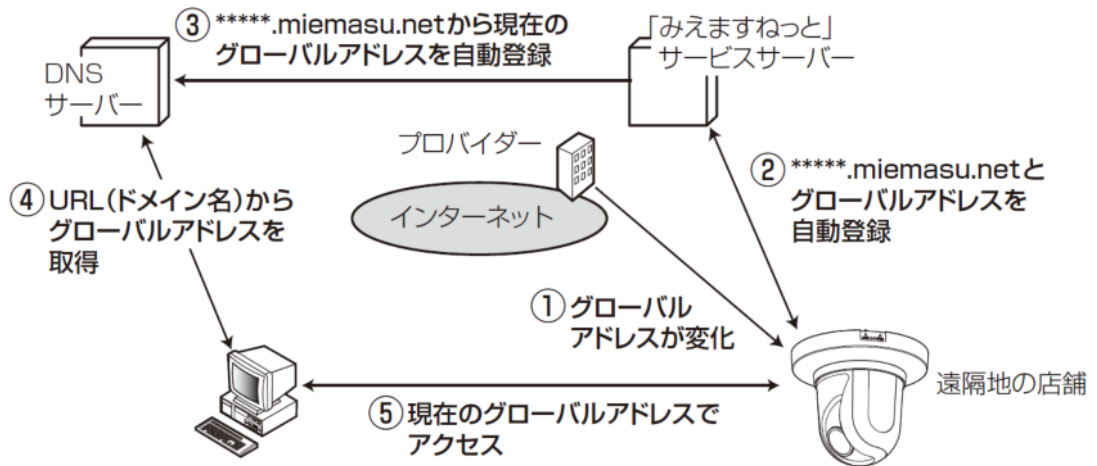 ③*****.miemasu.netから現在の
グローバルアドレスを自動登録
「みえますねっと」
サービスサーバー
DNS
サーバー
プロバイダー
インターネット
②*****.miemasu.netと
グローバルアドレスを
自動登録
④URL(ドメイン名)から
グローバルアドレスを
取得
①グローバル
アドレスが変化
遠隔地の店舗
⑤現在のグローバルアドレスで
アクセス